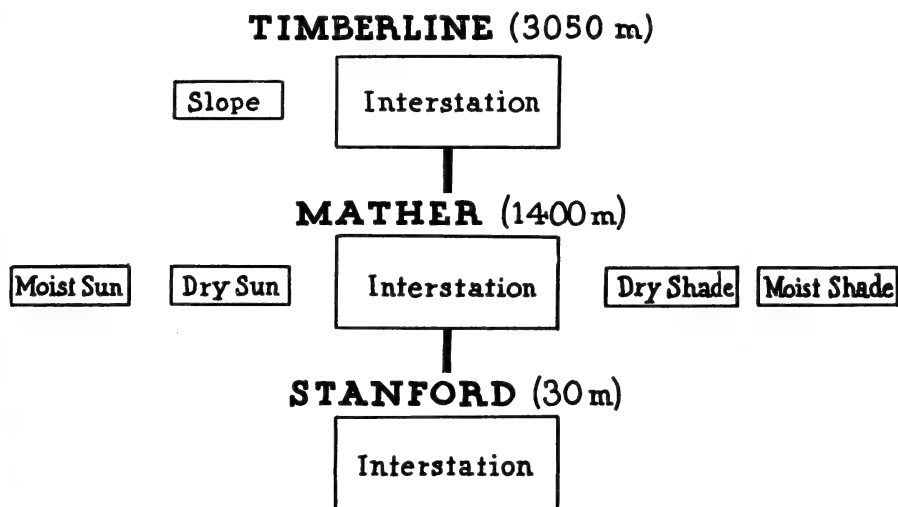 TIMBERLINE (3050 m)
Slope
Interstation
MATHER (1400 m)
Moist Sun
Dry Sun
Interstation
Dry Shade
Moist Shade
STANFORD (30 m)
Interstation